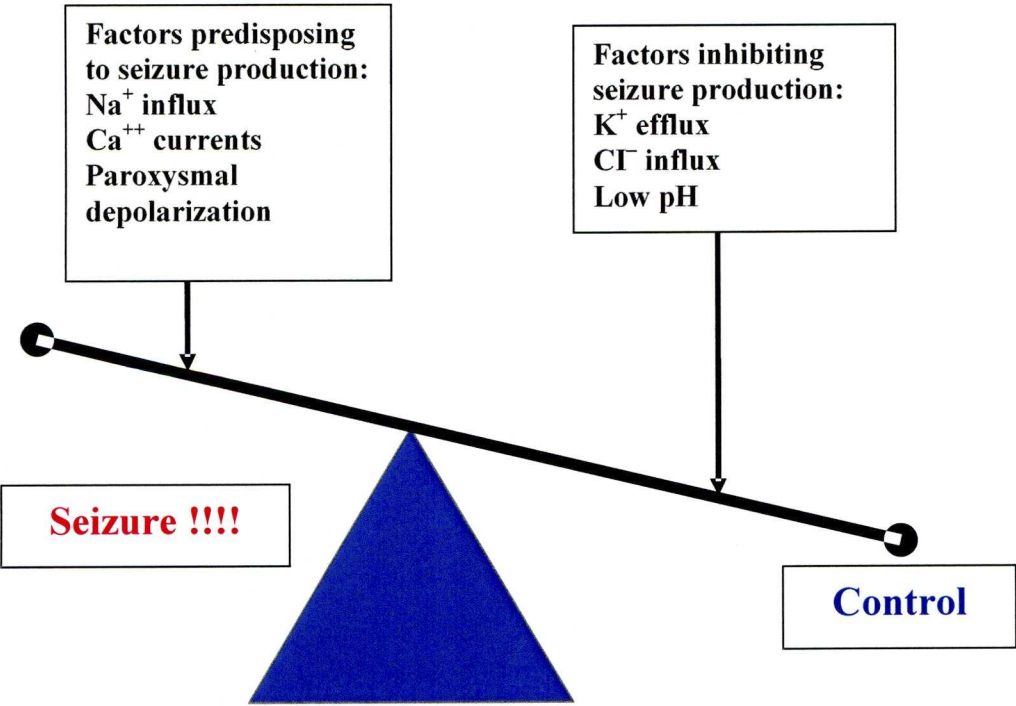 Factors predisposing
to seizure production:
Na⁺ influx
Ca⁺⁺ currents
Paroxysmal
depolarization
Factors inhibiting
seizure production:
K⁺ efflux
Cl⁻ influx
Low pH
Seizure !!!!
Control